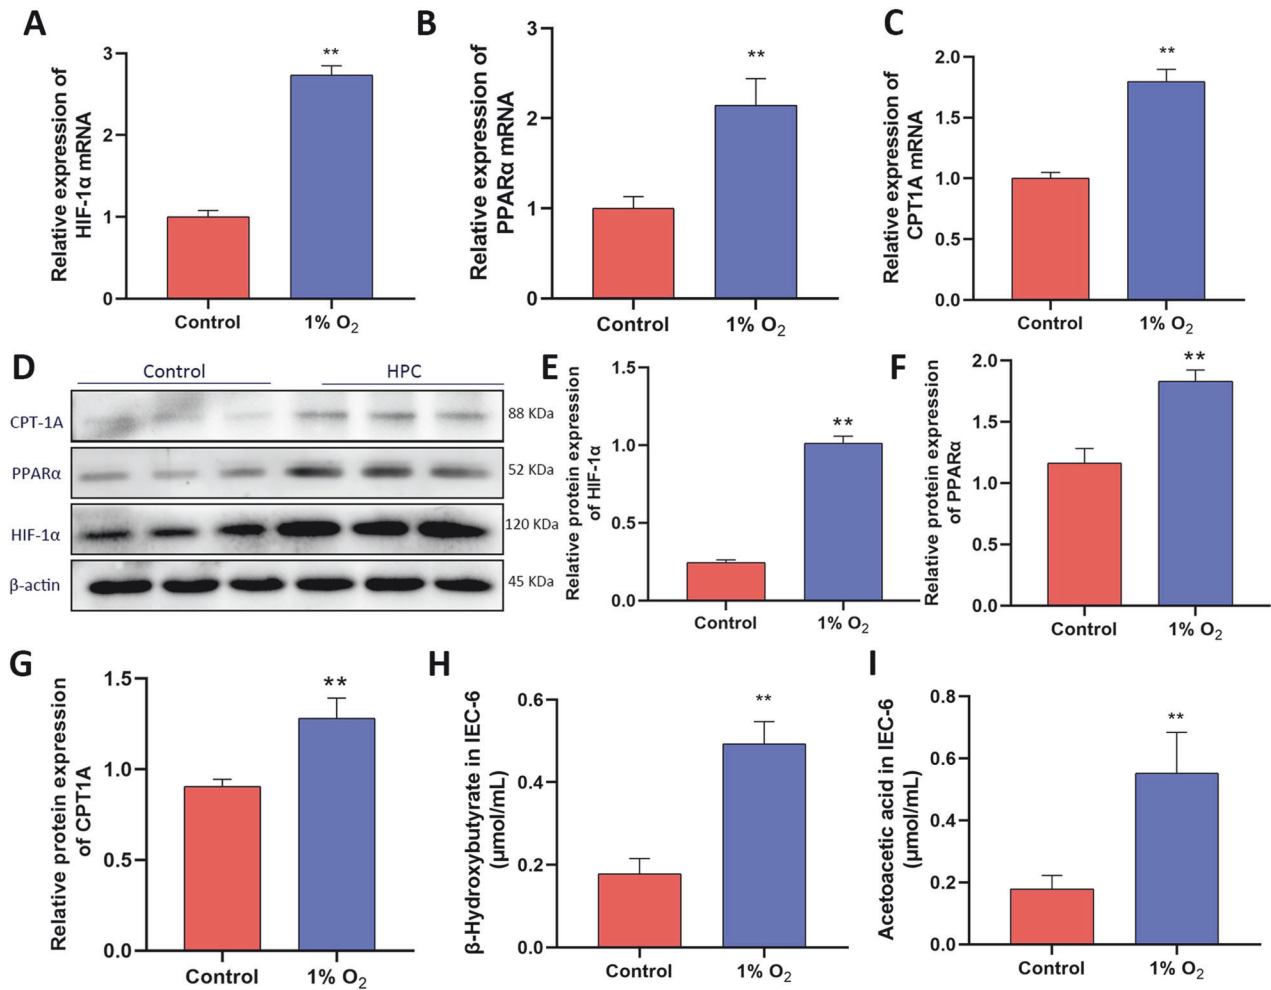 A
Relative expression of
HIF-1α mRNA
3
2
1
0
**
Control
1% O2
B
Relative expression of
PPARα mRNA
3
2
1
0
**
Control
1% O2
C
Relative expression of
CPT1A mRNA
2.0
1.5
1.0
0.5
0.0
**
Control
1% O2
D
Control
HPC
CPT-1A
88 KDa
PPARα
52 KDa
HIF-1α
120 KDa
β-actin
45 KDa
E
Relative protein expression
of HIF-1α
1.5
1.0
0.5
0.0
**
Control
1% O2
F
Relative protein expression
of PPARα
2.0
1.5
1.0
0.5
0.0
**
Control
1% O2
G
Relative protein expression
of CPT1A
1.5
1.0
0.5
0.0
**
Control
1% O2
H
β-Hydroxybutyrate in IEC-6
(μmol/mL)
0.6
0.4
0.2
0.0
**
Control
1% O2
I
Acetoacetic acid in IEC-6
(μmol/mL)
0.8
0.6
0.4
0.2
0.0
**
Control
1% O2